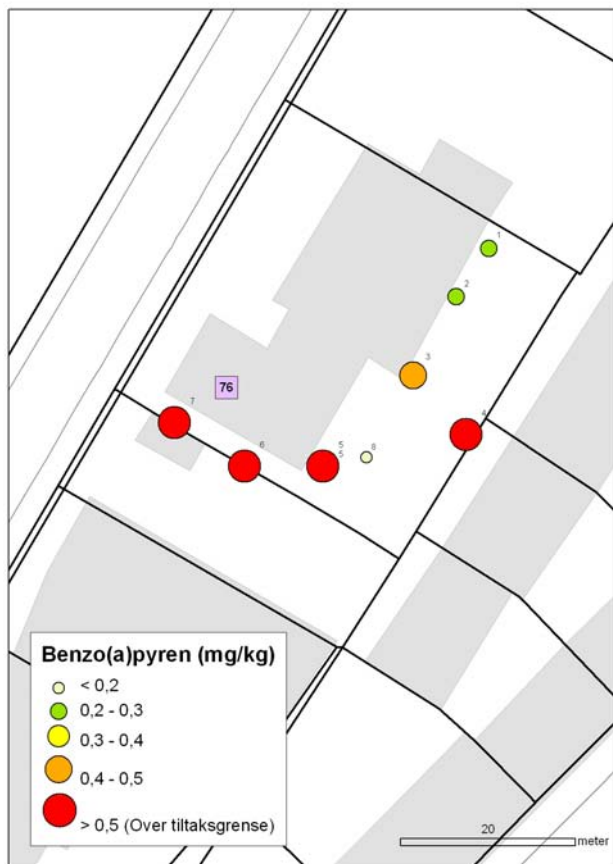 1
2
3
76
7
4
6
5
5
8
Benzo(a)pyren (mg/kg)
< 0,2
0,2 - 0,3
0,3 - 0,4
0,4 - 0,5
> 0,5 (Over tiltaksgrense)
20
meter